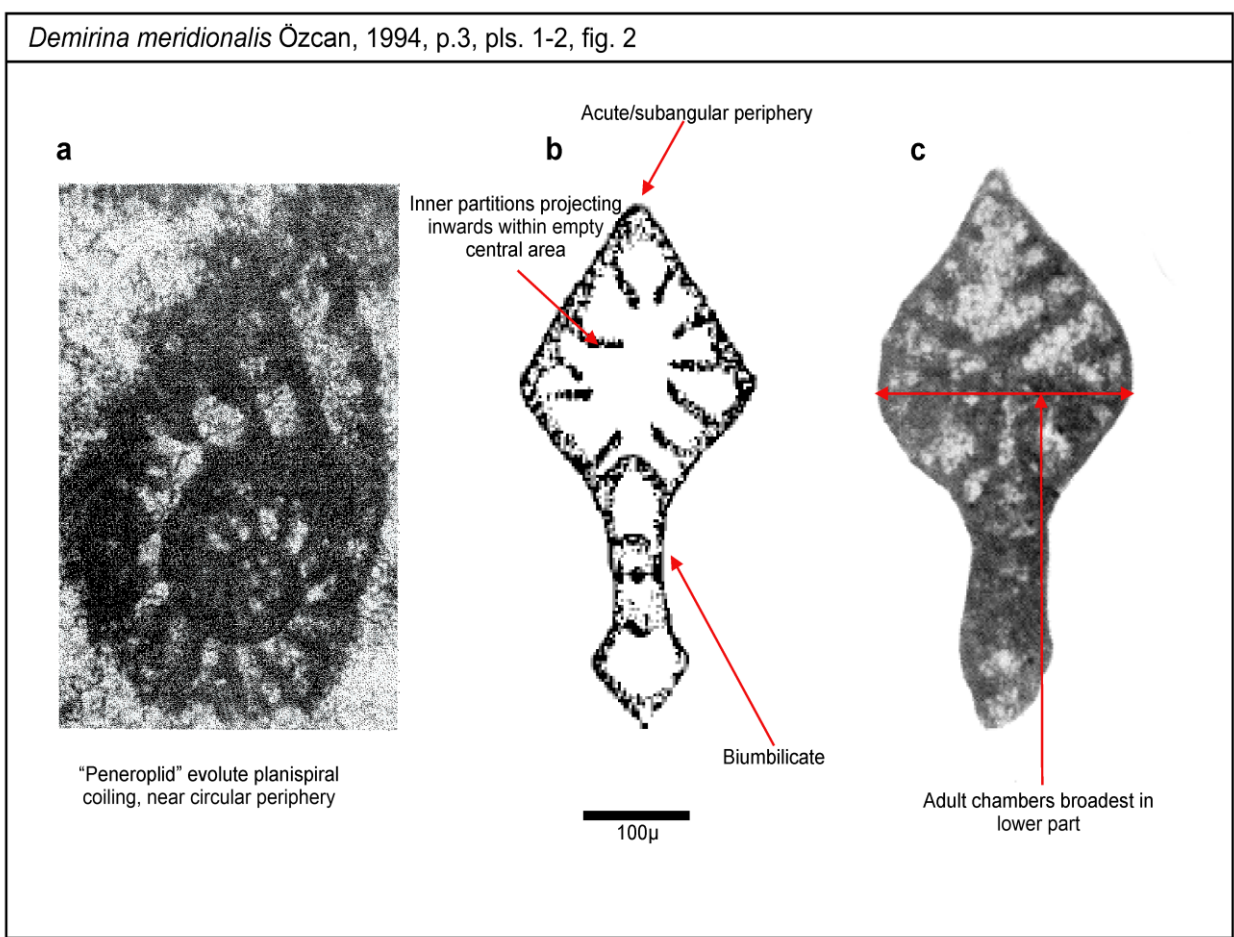 Demirina meridionalis Özcan, 1994, p.3, pls. 1-2, fig. 2
Acute/subangular periphery
a
b
c
Inner partitions projecting
inwards within empty
central area
Biumbilicate
"Peneroplid" evolute planispiral
coiling, near circular periphery
Adult chambers broadest in
lower part
100μ